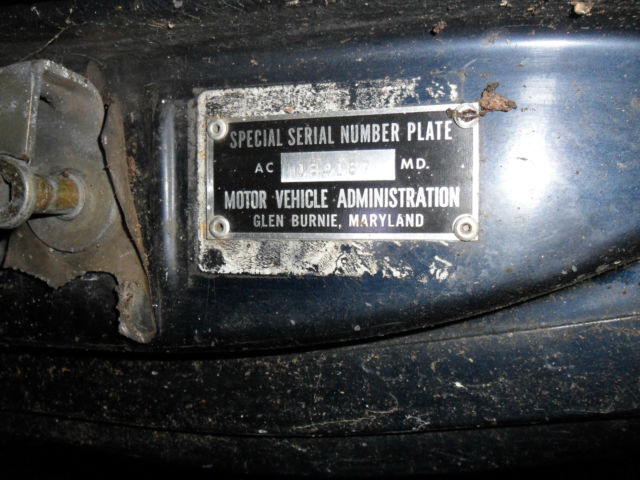 SPECIAL SERIAL NUMBER PLATE
AC MD.
MOTOR VEHICLE ADMINISTRATION
GLEN BURNIE, MARYLAND